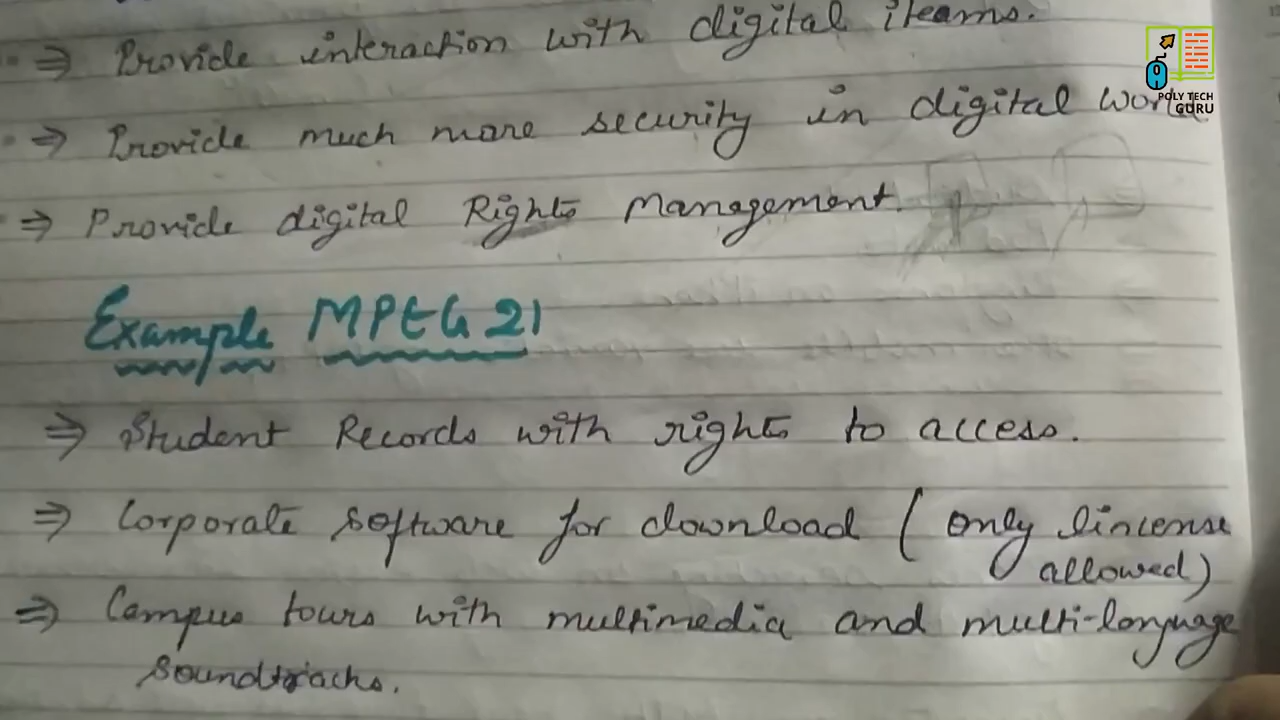 ⇒ Provide interaction with digital iteams.
⇒ Provide much more security in digital world.
⇒ Provide digital Rights Management.
Example MPEG 21
⇒ Student Records with rights to access.
⇒ Corporate software for download ( only lincense
allowed)
⇒ Campus tours with multimedia and multi-language
soundtracks.
POLY TECH
GURU